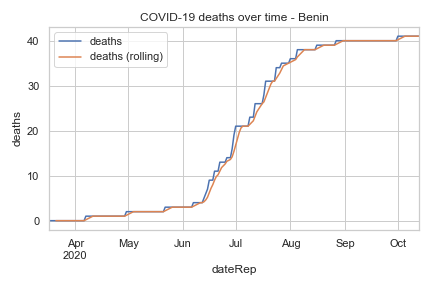 COVID-19 deaths over time - Benin
deaths
deaths (rolling)
40
30
20
10
0
deaths
Apr May Jun Jul Aug Sep Oct
2020
dateRep